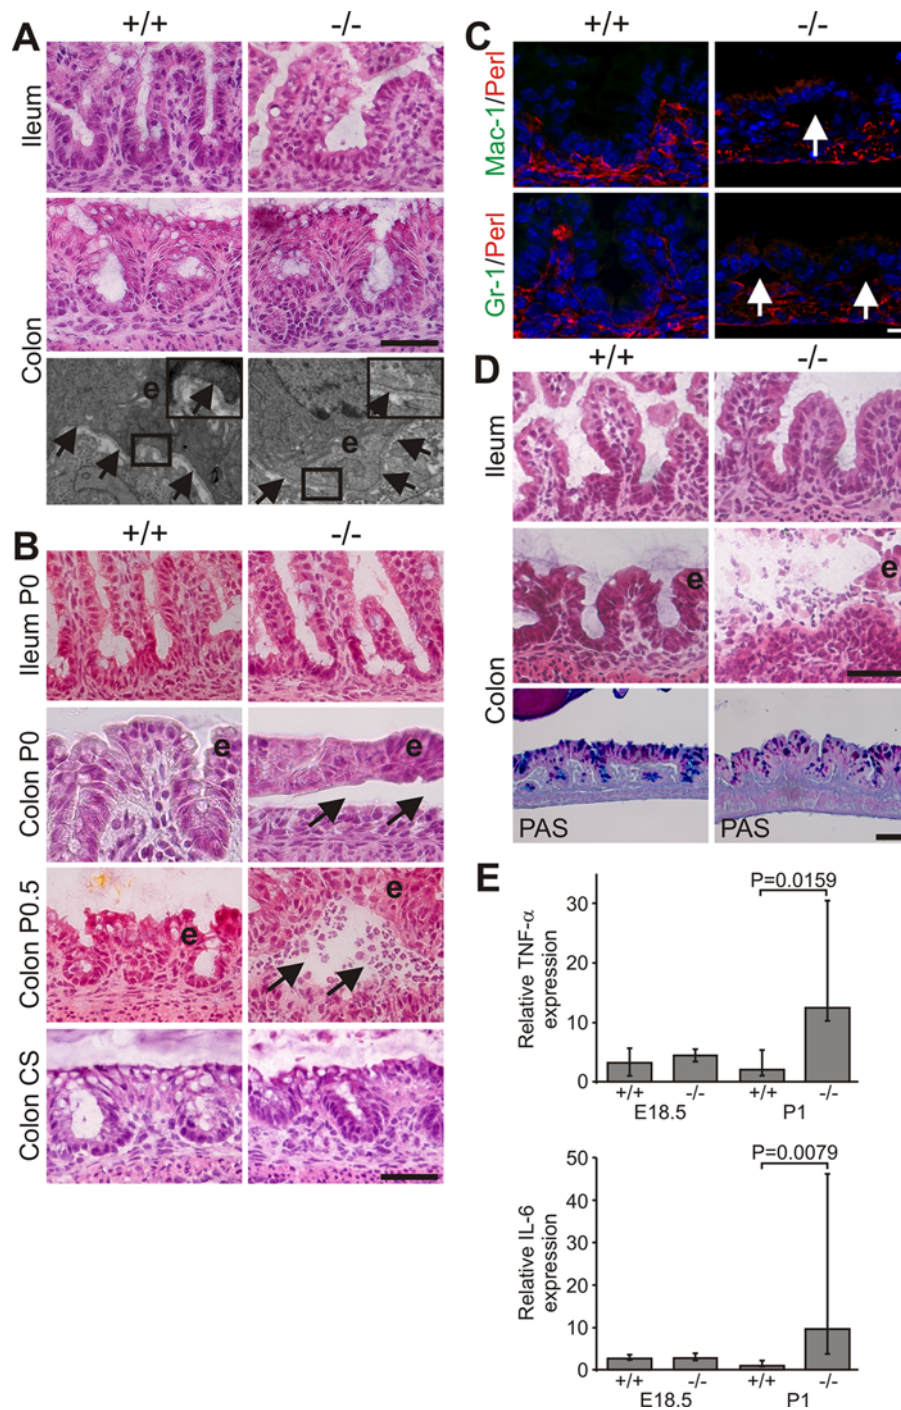 A
+/+
-/-
Ileum
Colon
e
e
B
+/+
-/-
Ileum P0
Colon P0
e
e
Colon P0.5
e
e
Colon CS
C
+/+
-/-
Mac-1/Perl
Gr-1/Perl
D
+/+
-/-
Ileum
Colon
e
e
PAS
PAS
E
Relative TNF-α
expression
30
20
10
0
P=0.0159
+/+
-/-
+/+
-/-
E18.5
P1
Relative IL-6
expression
50
40
30
20
10
0
P=0.0079
+/+
-/-
+/+
-/-
E18.5
P1